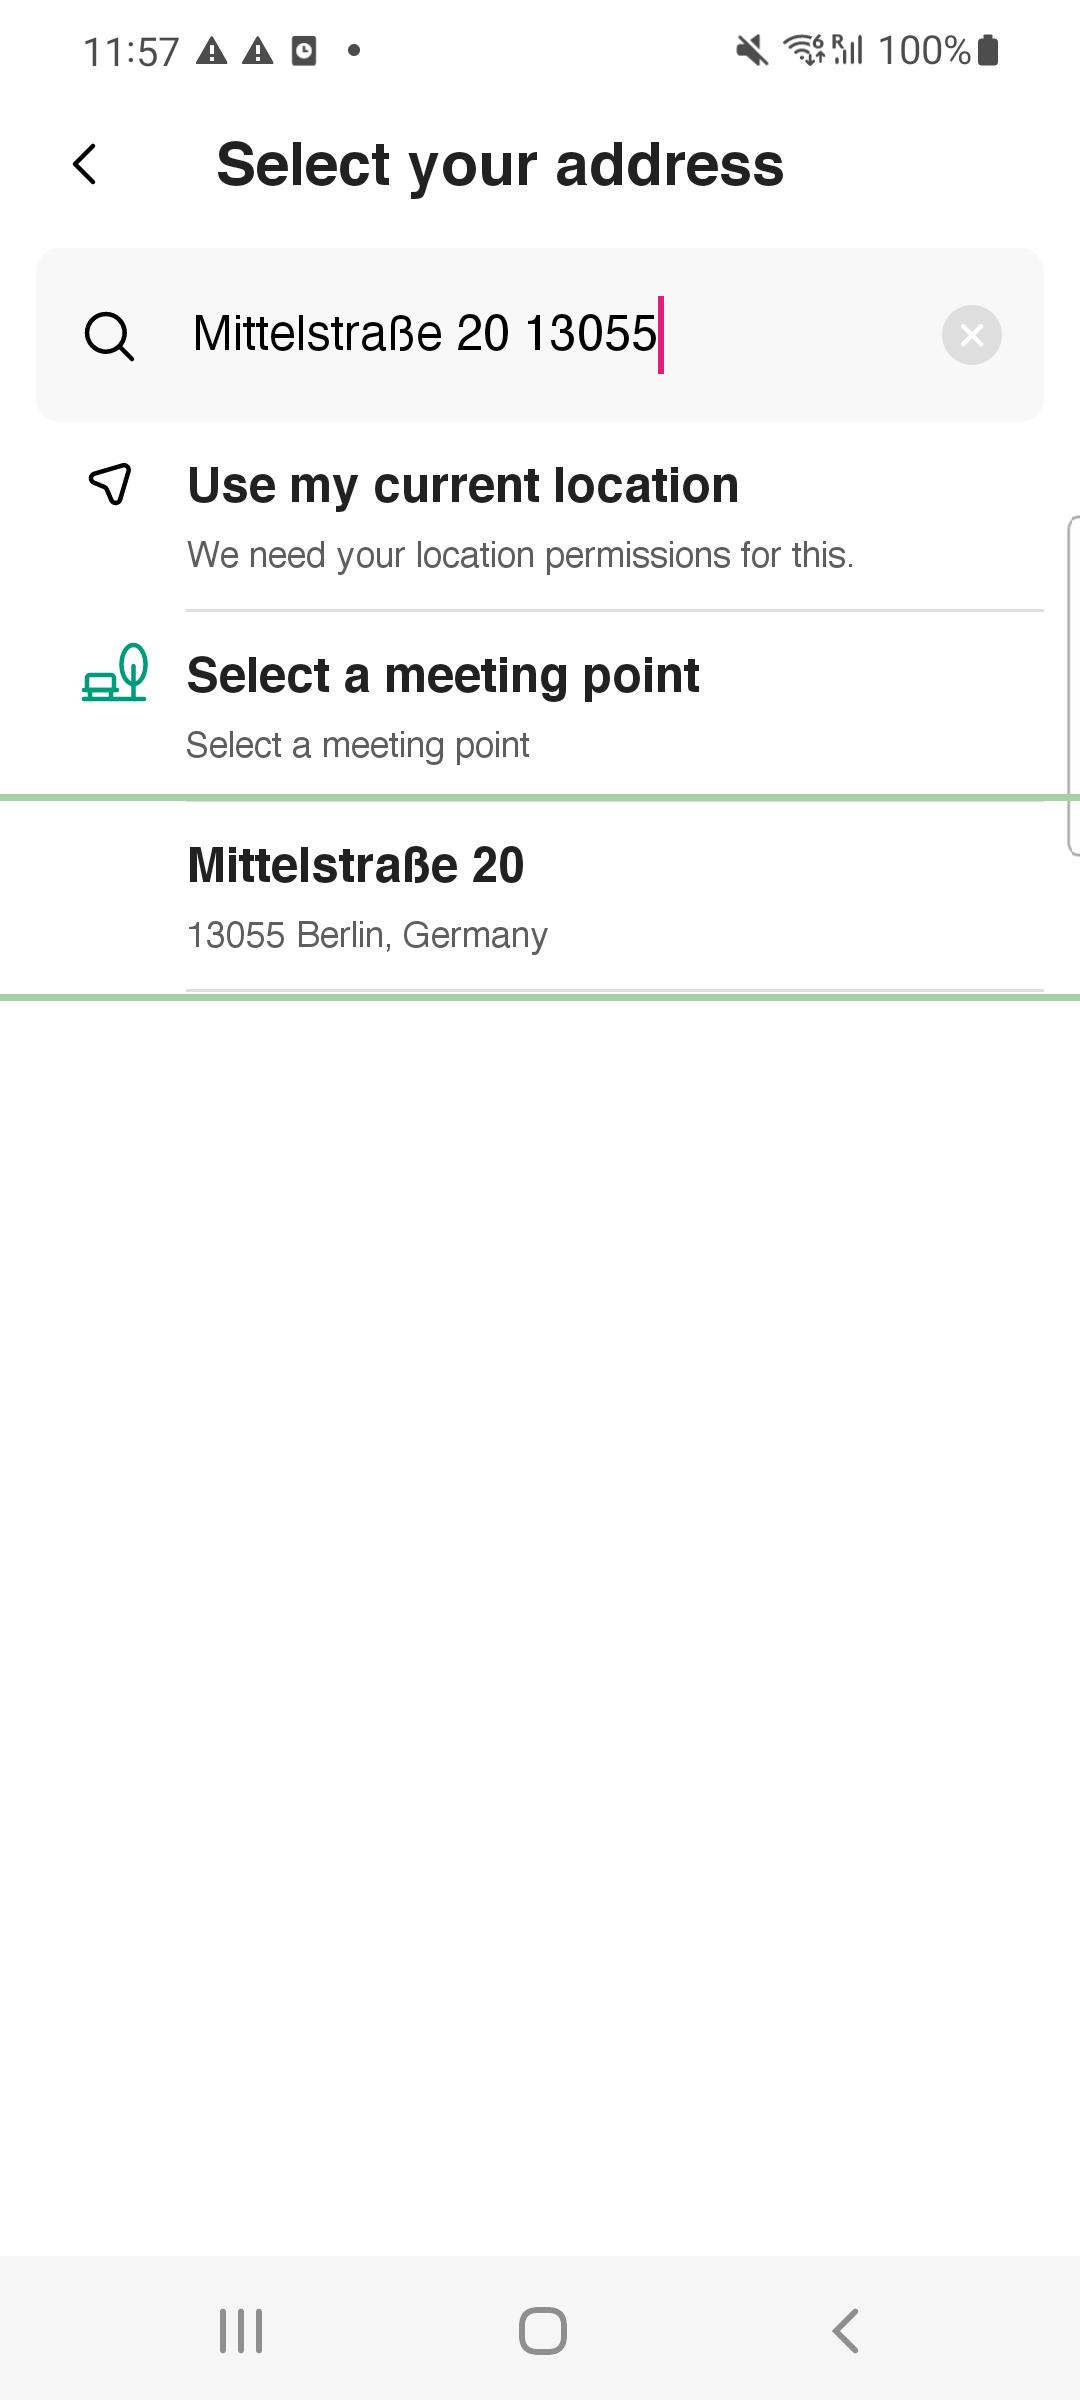 11:57
R 100%
Select your address
Mittelstraße 20 13055
Use my current location
We need your location permissions for this.
Select a meeting point
Select a meeting point
Mittelstraße 20
13055 Berlin, Germany